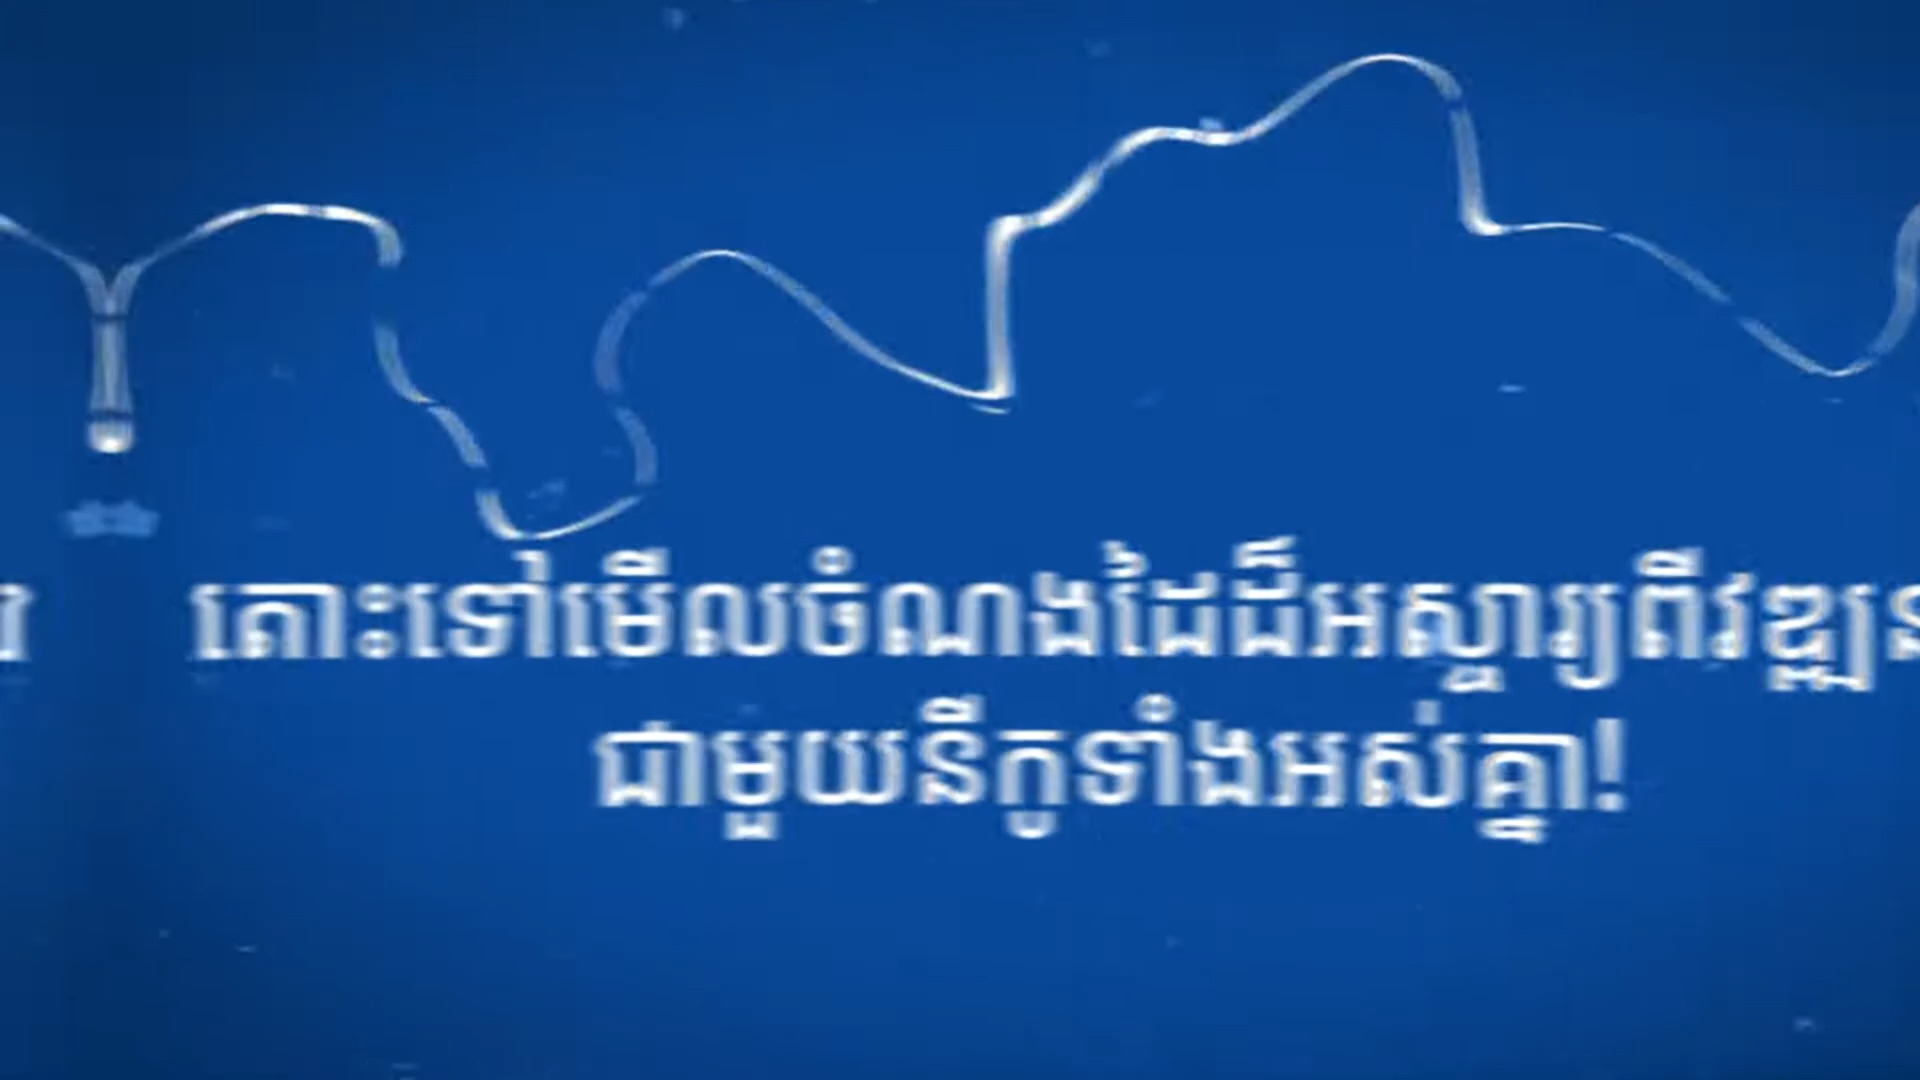 តោះទៅមើលចំណងដៃដ៏អស្ចារ្យពីវឌ្ឍន
ជាមួយនីកូទាំងអស់គ្នា!